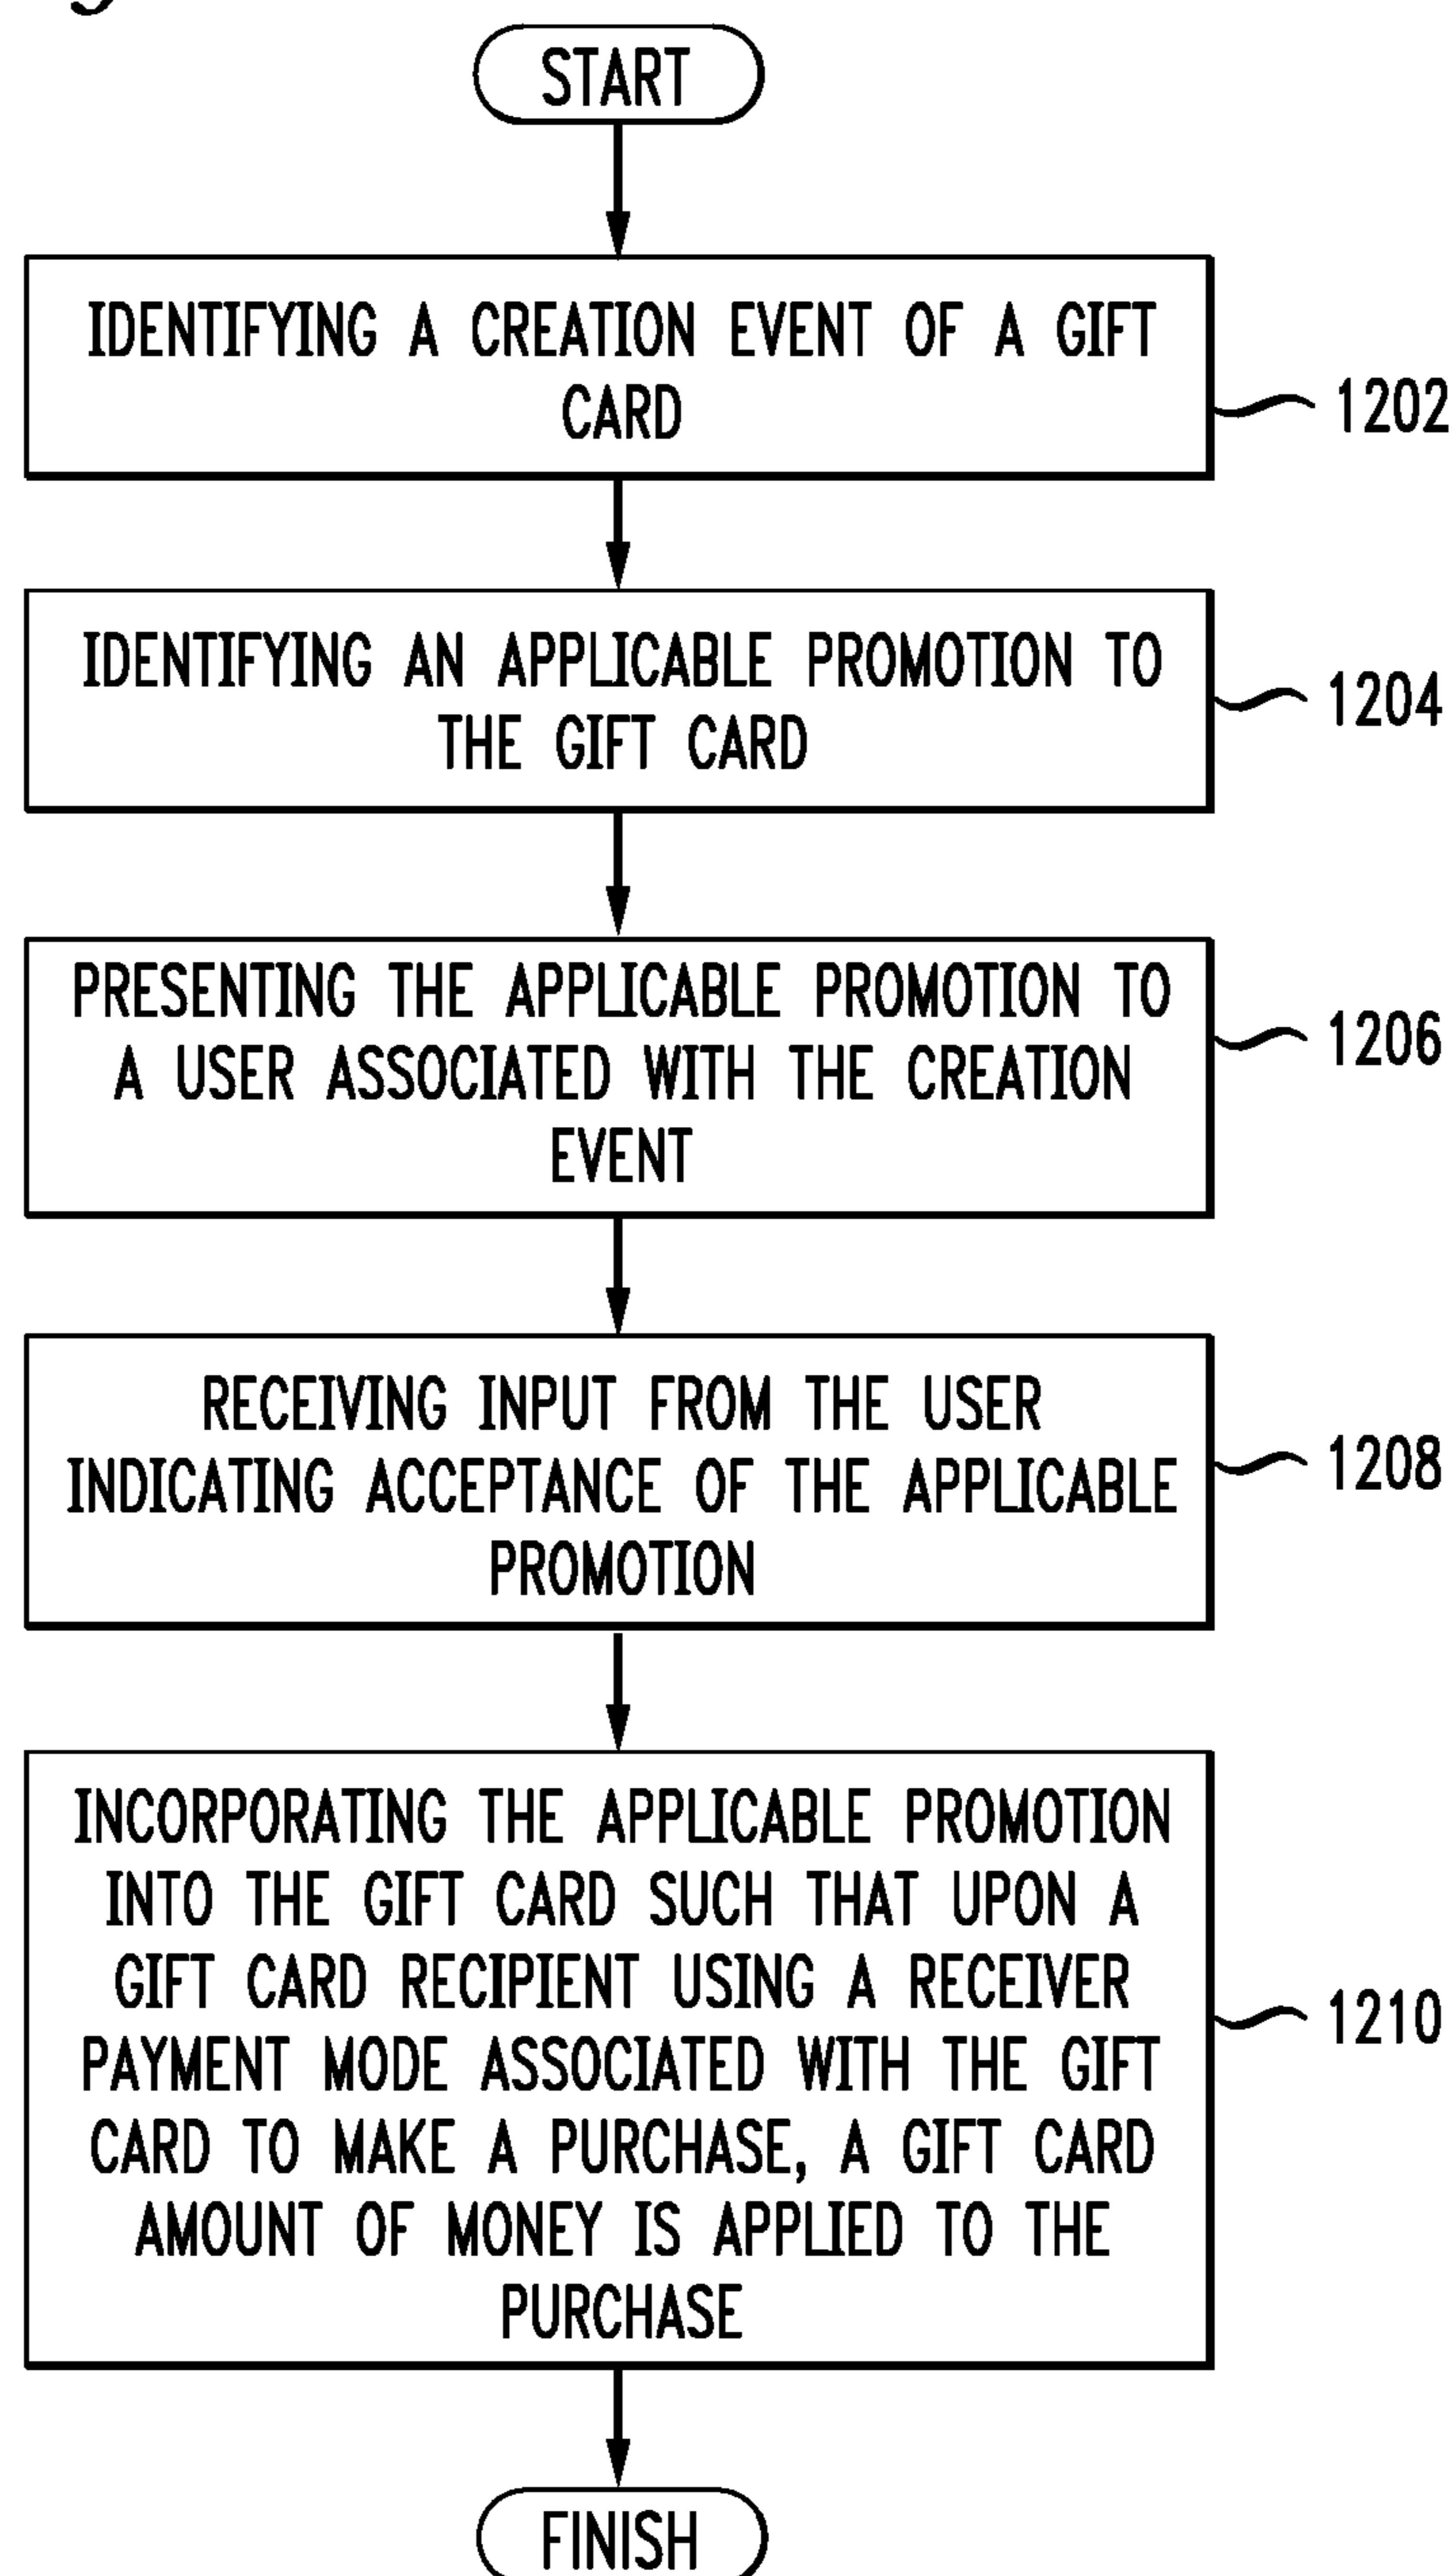 START
IDENTIFYING A CREATION EVENT OF A GIFT
CARD
1202
IDENTIFYING AN APPLICABLE PROMOTION TO
THE GIFT CARD
1204
PRESENTING THE APPLICABLE PROMOTION TO
A USER ASSOCIATED WITH THE CREATION
EVENT
1206
RECEIVING INPUT FROM THE USER
INDICATING ACCEPTANCE OF THE APPLICABLE
PROMOTION
1208
INCORPORATING THE APPLICABLE PROMOTION
INTO THE GIFT CARD SUCH THAT UPON A
GIFT CARD RECIPIENT USING A RECEIVER
PAYMENT MODE ASSOCIATED WITH THE GIFT
CARD TO MAKE A PURCHASE, A GIFT CARD
AMOUNT OF MONEY IS APPLIED TO THE
PURCHASE
1210
FINISH